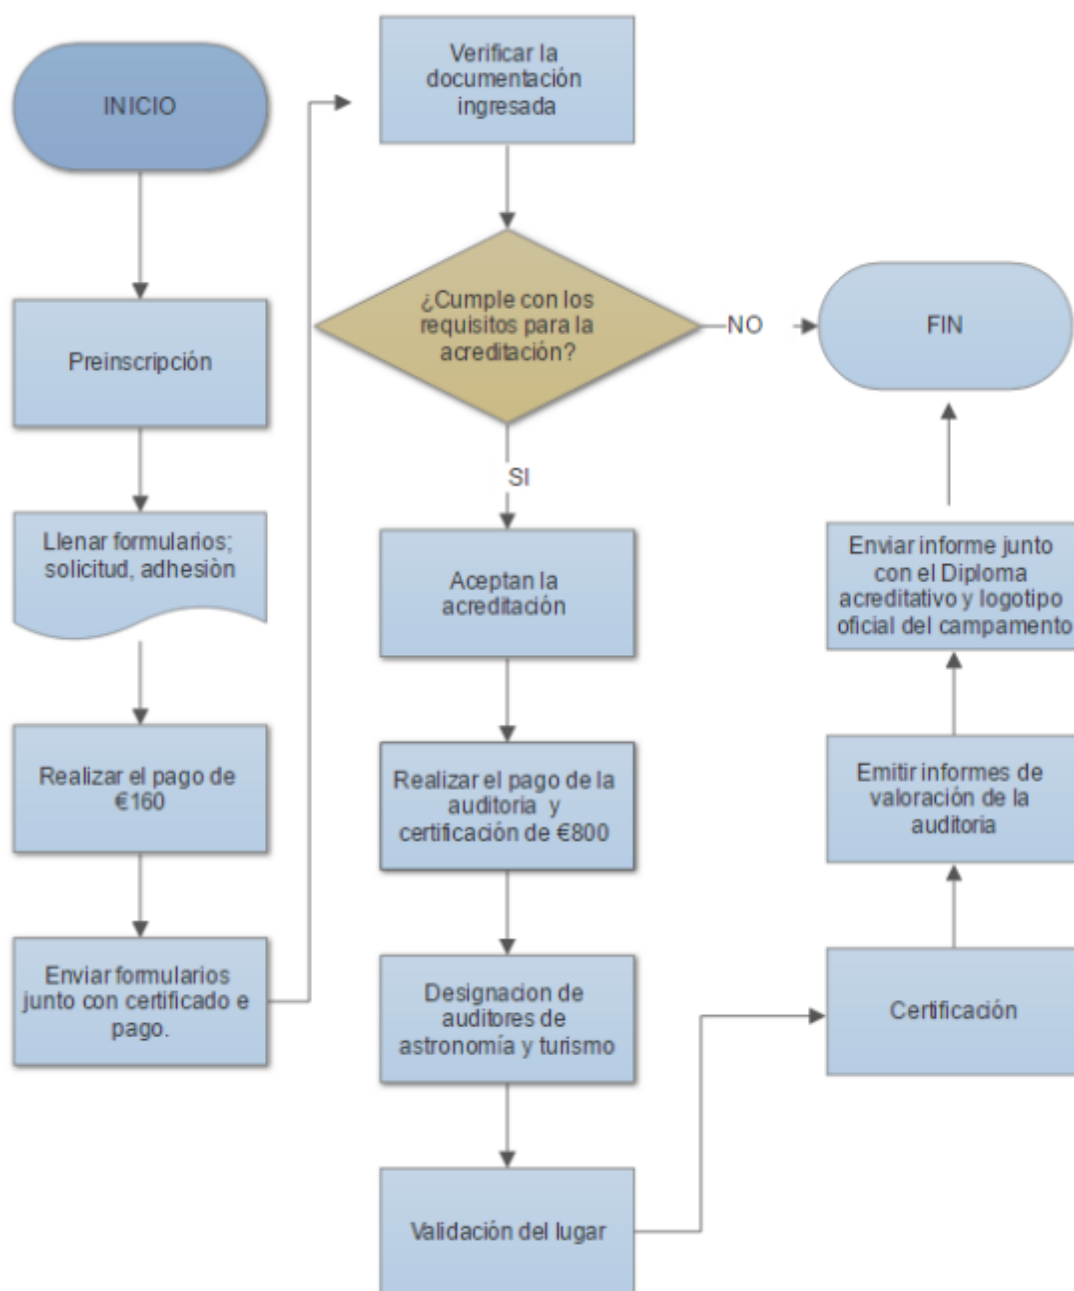 INICIO
Preinscripción
Llenar formularios;
solicitud, adhesiòn
Realizar el pago de
€160
Enviar formularios
junto con certificado e
pago.
Verificar la
documentación
ingresada
¿Cumple con los
requisitos para la
acreditación?
NO
SI
Aceptan la
acreditación
Realizar el pago de la
auditoria y
certificación de €800
Designacion de
auditores de
astronomía y turismo
Validación del lugar
FIN
Enviar informe junto
con el Diploma
acreditativo y logotipo
oficial del campamento
Emitir informes de
valoración de la
auditoria
Certificación